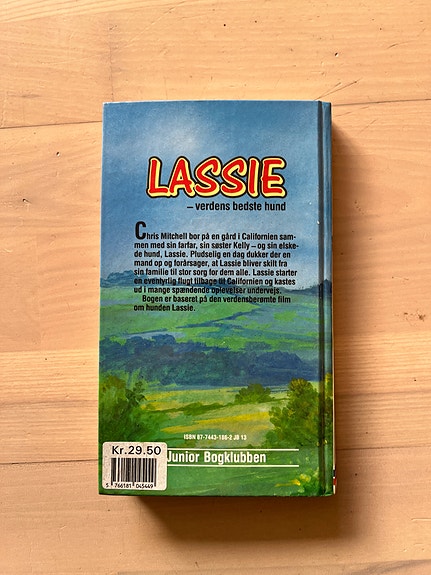 LASSIE
– verdens bedste hund
Chris Mitchell bor på en gård i Californien sam-
men med sin farfar, sin søster Kelly – og sin elske-
de hund, Lassie. Pludselig en dag dukker der en
mand op og forårsager, at Lassie bliver skilt fra
sin familie til stor sorg for dem alle. Lassie starter
en eventyrlig flugt tilbage til Californien og kastes
ud i mange spændende oplevelser undervejs.
Bogen er baseret på den verdensberømte film
om hunden Lassie.
ISBN 87-7443-186-2 JB 13
Kr.29.50
Junior Bogklubben
5 766181 045449